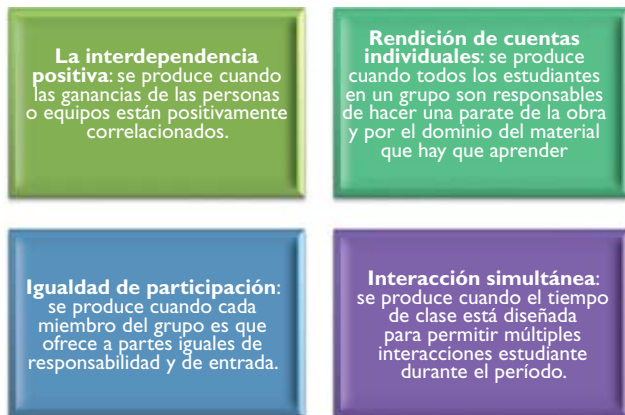 La interdependencia
positiva: se produce cuando
las ganancias de las personas
o equipos están positivamente
correlacionados.
Rendición de cuentas
individuales: se produce
cuando todos los estudiantes
en un grupo son responsables
de hacer una parate de la obra
y por el dominio del material
que hay que aprender
Igualdad de participación:
se produce cuando cada
miembro del grupo es que
ofrece a partes iguales de
responsabilidad y de entrada.
Interacción simultánea:
se produce cuando el tiempo
de clase está diseñada
para permitir múltiples
interacciones estudiante
durante el período.